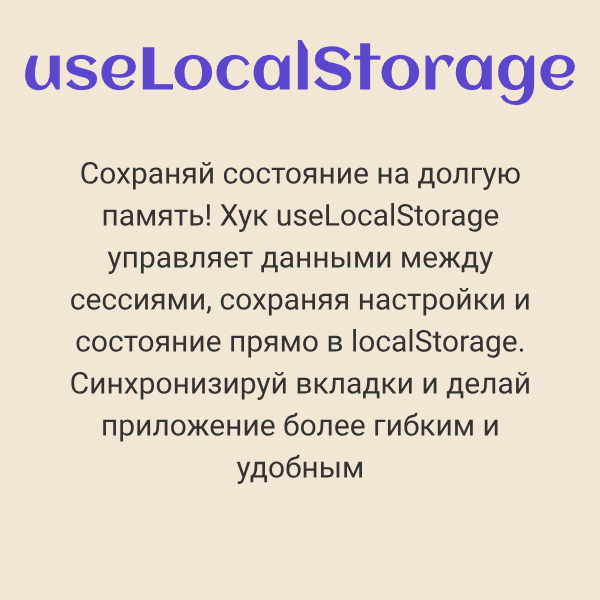 useLocalStorage
Сохраняй состояние на долгую
память! Хук useLocalStorage
управляет данными между
сессиями, сохраняя настройки и
состояние прямо в localStorage.
Синхронизируй вкладки и делай
приложение более гибким и
удобным